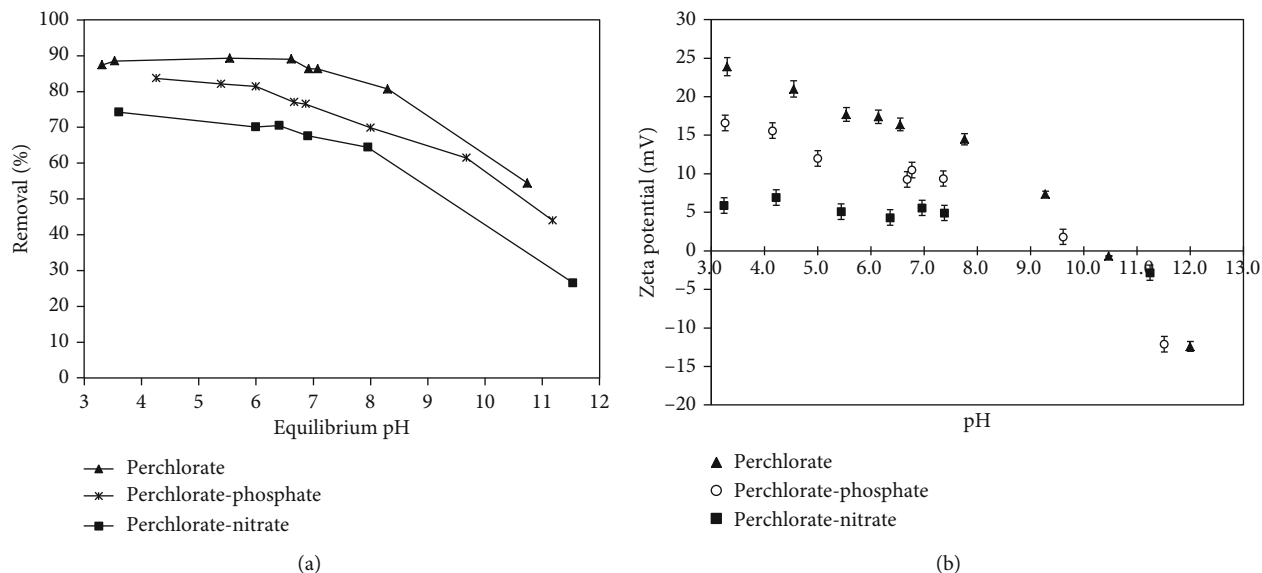 100
90
80
70
60
50
40
30
20
10
0
Removal (%)
3 4 5 6 7 8 9 10 11 12
Equilibrium pH
Perchlorate
Perchlorate-phosphate
Perchlorate-nitrate
(a)
30
25
20
15
10
5
0
−5
−10
−15
−20
Zeta potential (mV)
3.0 4.0 5.0 6.0 7.0 8.0 9.0 10.0 11.0 12.0 13.0
pH
Perchlorate
Perchlorate-phosphate
Perchlorate-nitrate
(b)